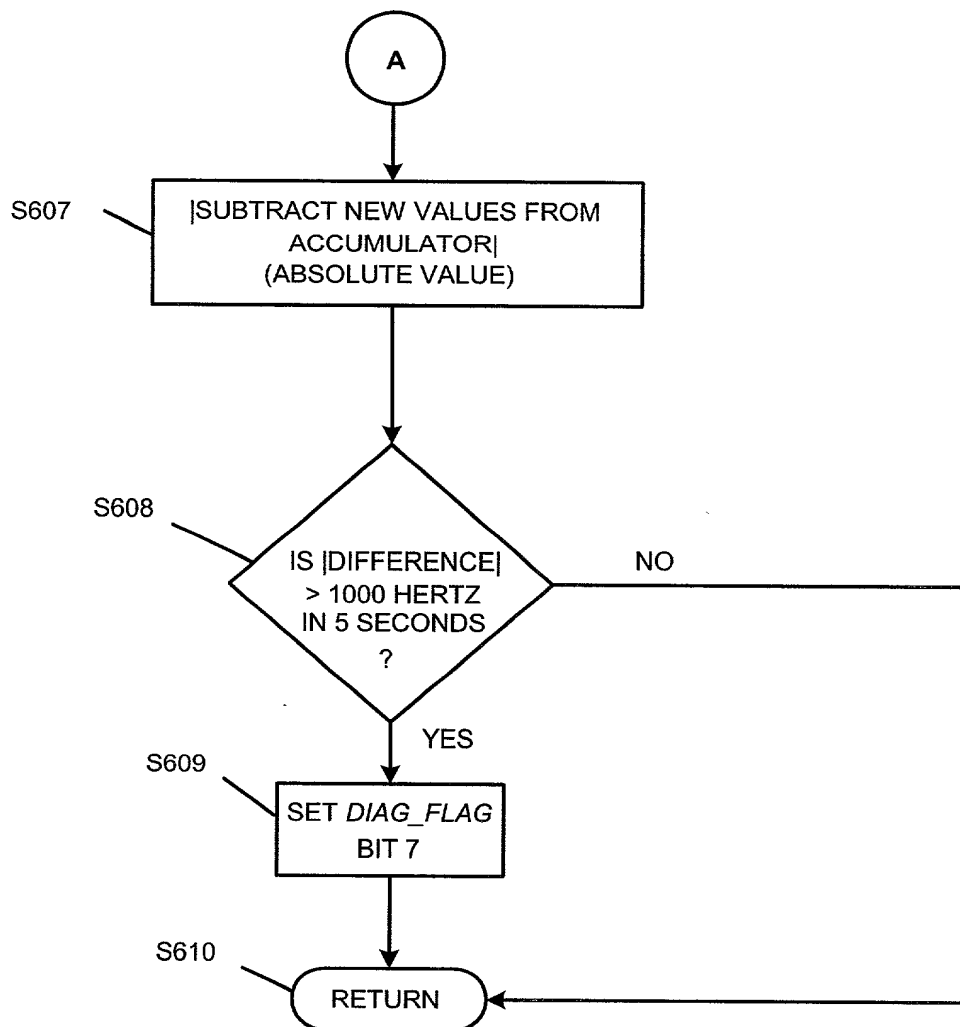 A
S607
|SUBTRACT NEW VALUES FROM
ACCUMULATOR|
(ABSOLUTE VALUE)
S608
IS |DIFFERENCE|
> 1000 HERTZ
IN 5 SECONDS
?
NO
YES
S609
SET DIAG_FLAG
BIT 7
S610
RETURN